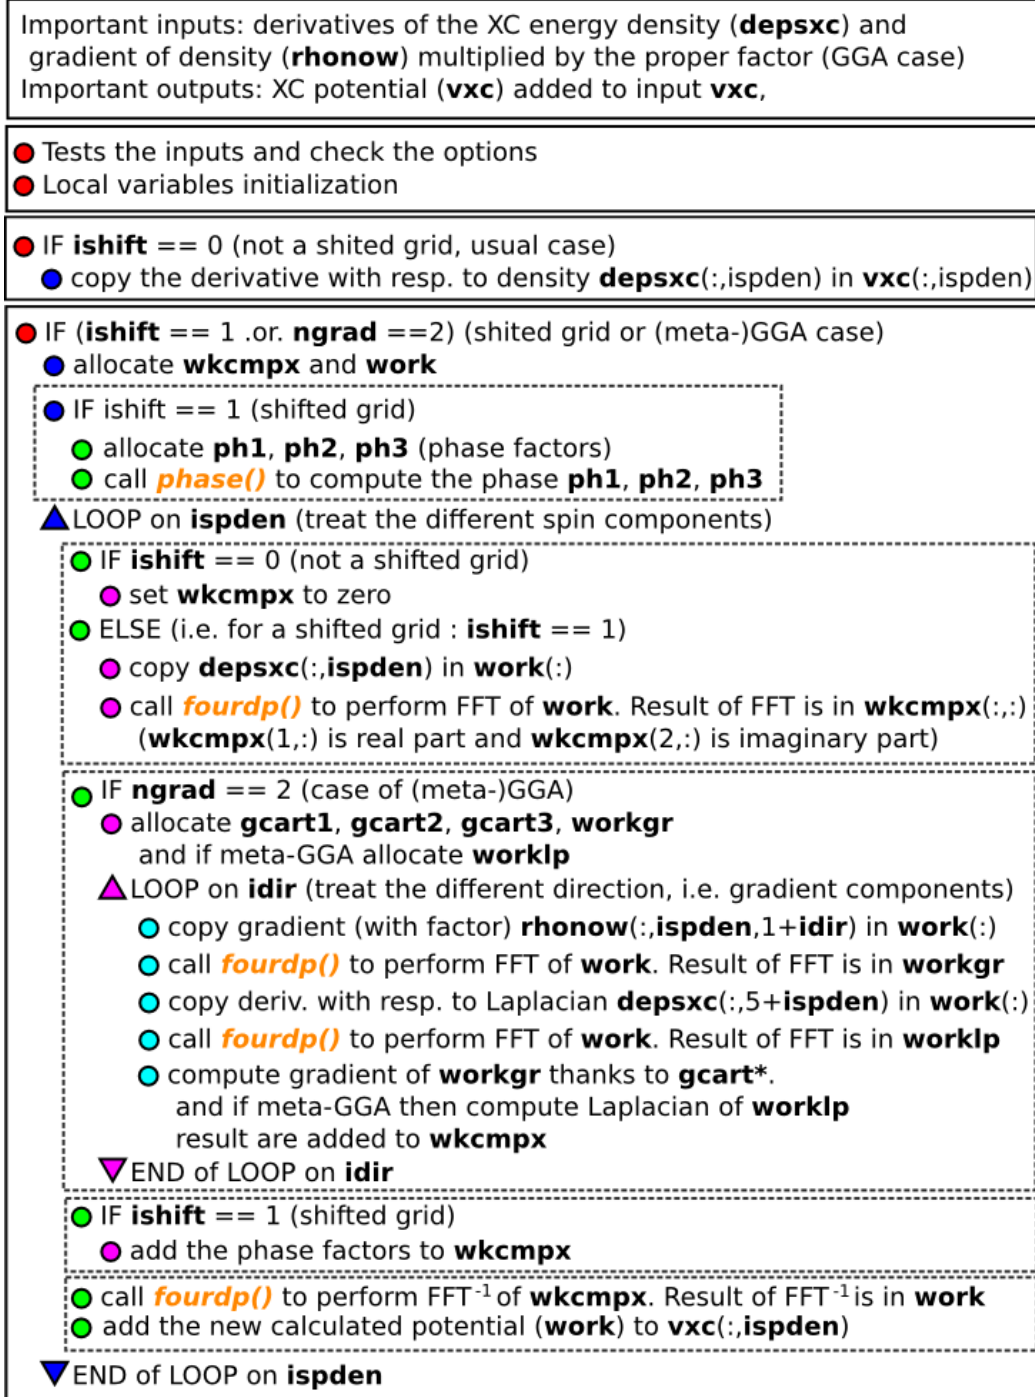 Important inputs: derivatives of the XC energy density (depsxc) and
gradient of density (rhonow) multiplied by the proper factor (GGA case)
Important outputs: XC potential (vxc) added to input vxc,
Tests the inputs and check the options
Local variables initialization
IF ishift == 0 (not a shited grid, usual case)
copy the derivative with resp. to density depsxc(:,ispden) in vxc(:,ispden)
IF (ishift == 1 .or. ngrad ==2) (shited grid or (meta-)GGA case)
allocate wkcmpx and work
IF ishift == 1 (shifted grid)
allocate ph1, ph2, ph3 (phase factors)
call phase() to compute the phase ph1, ph2, ph3
LOOP on ispden (treat the different spin components)
IF ishift == 0 (not a shifted grid)
set wkcmpx to zero
ELSE (i.e. for a shifted grid : ishift == 1)
copy depsxc(:,ispden) in work(:)
call fourdp() to perform FFT of work. Result of FFT is in wkcmpx(:,:)
(wkcmpx(1,:) is real part and wkcmpx(2,:) is imaginary part)
IF ngrad == 2 (case of (meta-)GGA)
allocate gcart1, gcart2, gcart3, workgr
and if meta-GGA allocate worklp
LOOP on idir (treat the different direction, i.e. gradient components)
copy gradient (with factor) rhonow(:,ispden,1+idir) in work(:)
call fourdp() to perform FFT of work. Result of FFT is in workgr
copy deriv. with resp. to Laplacian depsxc(:,5+ispden) in work(:)
call fourdp() to perform FFT of work. Result of FFT is in worklp
compute gradient of workgr thanks to gcart*.
and if meta-GGA then compute Laplacian of worklp
result are added to wkcmpx
END of LOOP on idir
IF ishift == 1 (shifted grid)
add the phase factors to wkcmpx
call fourdp() to perform FFT⁻¹ of wkcmpx. Result of FFT⁻¹ is in work
add the new calculated potential (work) to vxc(:,ispden)
END of LOOP on ispden